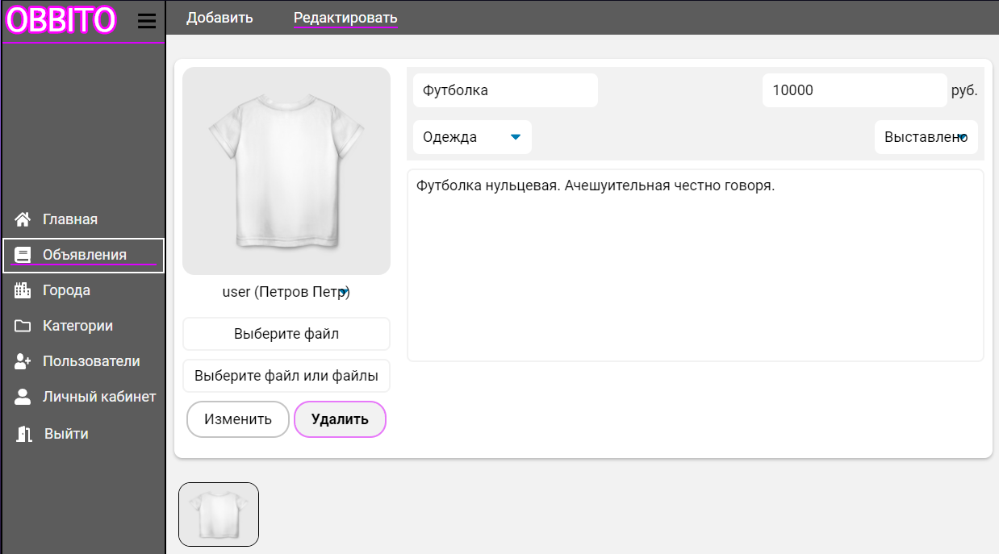 OBBITO
Добавить
Редактировать
Главная
Объявления
Города
Категории
Пользователи
Личный кабинет
Выйти
Футболка
10000 руб.
Одежда
Выставлено
Футболка нульцевая. Ачешуительная честно говоря.
user (Петров Петр)
Выберите файл
Выберите файл или файлы
Изменить
Удалить